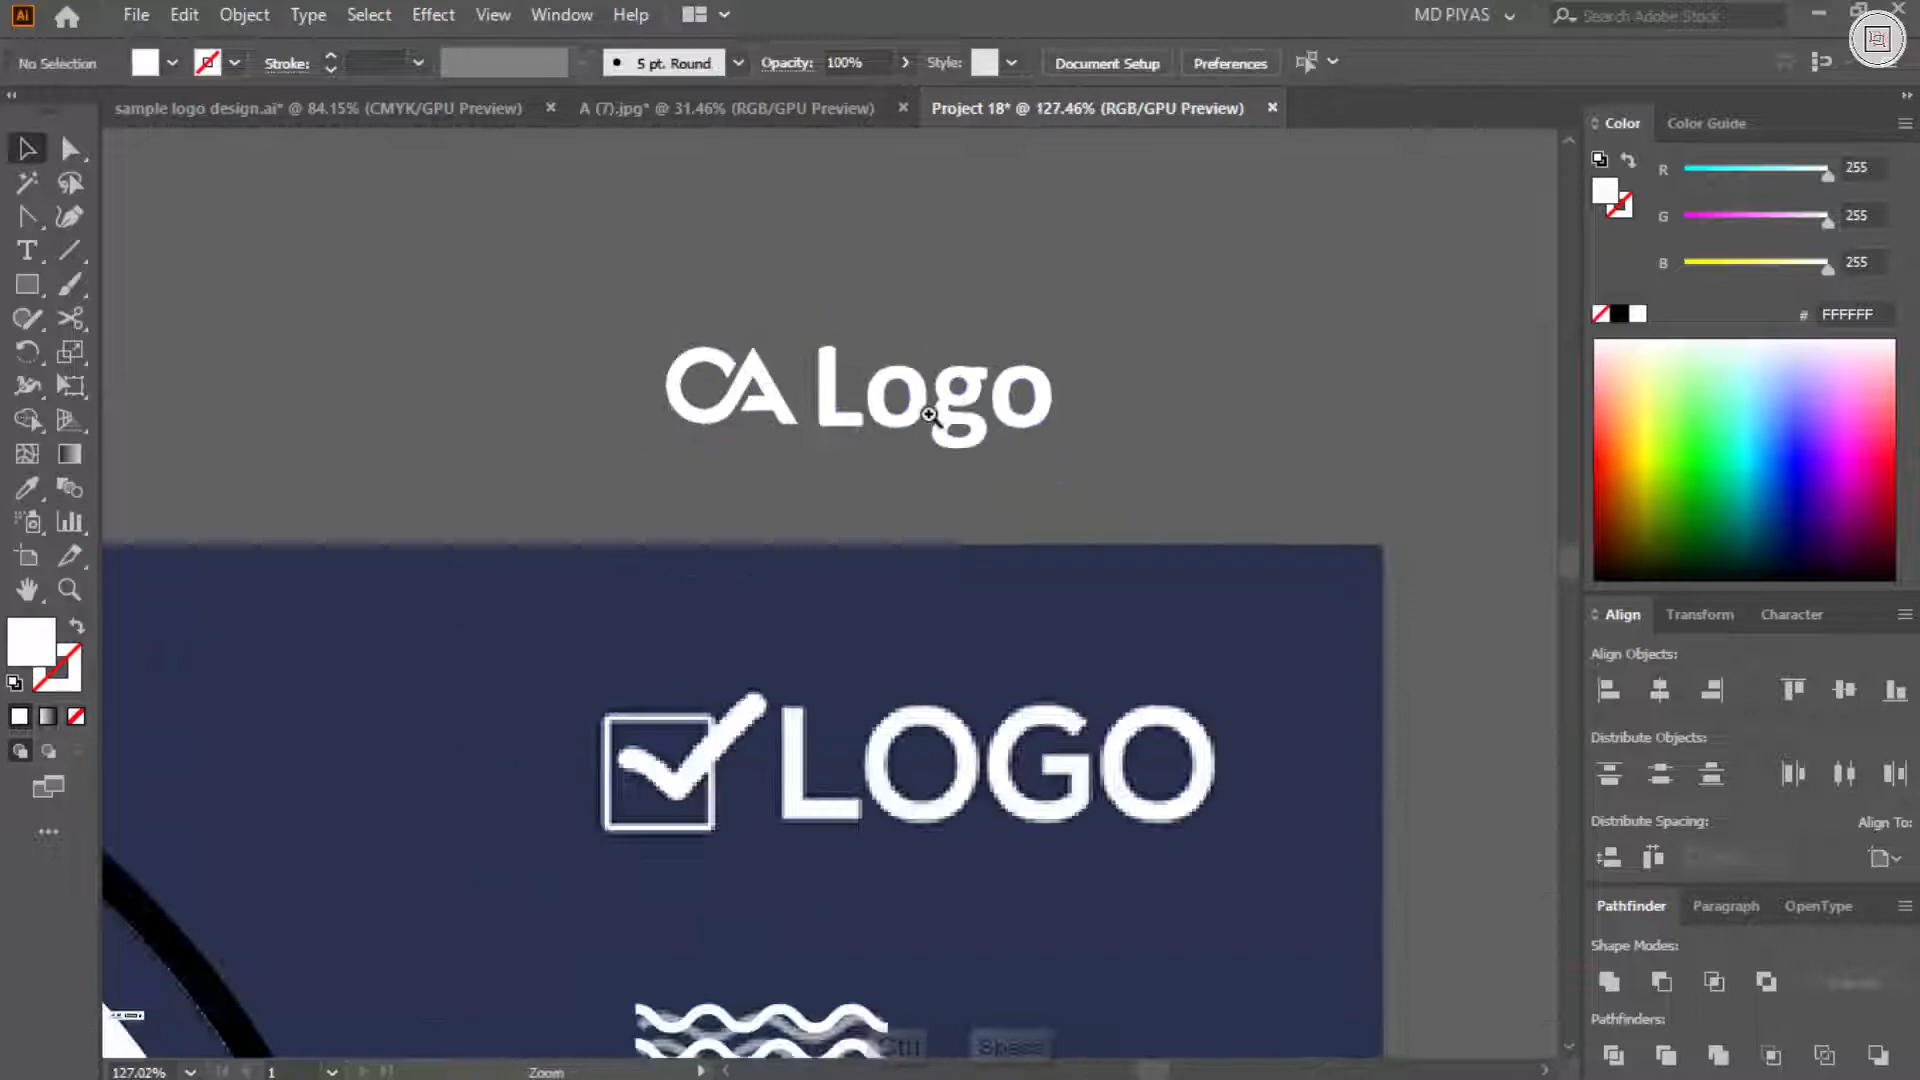 Ai File Edit Object Type Select Effect View Window Help MD PIYAS Search Adobe Stock
No Selection Stroke: 5 pt. Round Opacity: 100% Style: Document Setup Preferences
sample logo design.ai* @ 84.15% (CMYK/GPU Preview) A (7).jpg* @ 31.46% (RGB/GPU Preview) Project 18* @ 127.46% (RGB/GPU Preview)
Color Color Guide
R 255
G 255
B 255
# FFFFFF
CA Logo
LOGO
Align Transform Character
Align Objects:
Distribute Objects:
Distribute Spacing: Align To:
Pathfinder Paragraph OpenType
Shape Modes:
Pathfinders:
Space
127.02% 1 Zoom